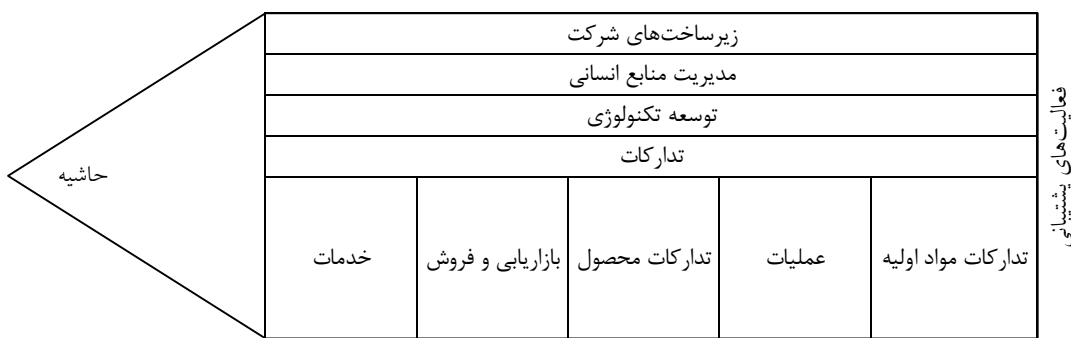 زیرساخت‌های شرکت
مدیریت منابع انسانی
توسعه تکنولوژی
تدارکات
تدارکات مواد اولیه
عملیات
تدارکات محصول
بازاریابی و فروش
خدمات
حاشیه
فعالیت‌های پشتیبانی